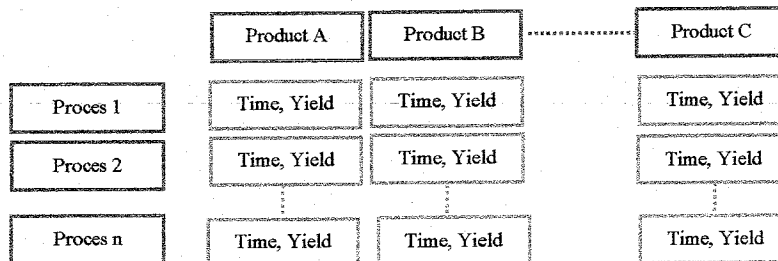 Product A Product B Product C
Proces 1 Time, Yield Time, Yield Time, Yield
Proces 2 Time, Yield Time, Yield Time, Yield
Proces n Time, Yield Time, Yield Time, Yield